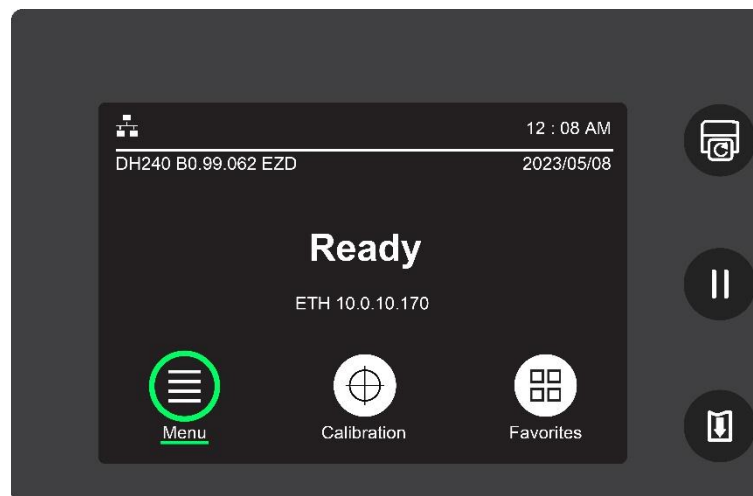 12 : 08 AM
DH240 B0.99.062 EZD 2023/05/08
Ready
ETH 10.0.10.170
Menu Calibration Favorites